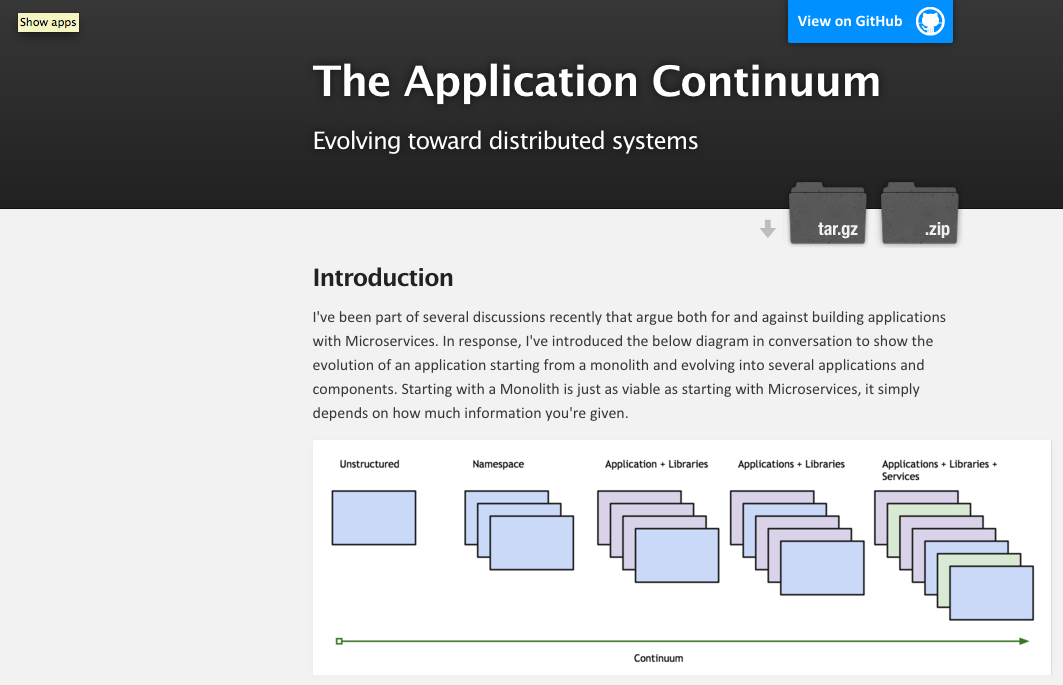 Show apps
View on GitHub
The Application Continuum
Evolving toward distributed systems
tar.gz
.zip
Introduction
I've been part of several discussions recently that argue both for and against building applications
with Microservices. In response, I've introduced the below diagram in conversation to show the
evolution of an application starting from a monolith and evolving into several applications and
components. Starting with a Monolith is just as viable as starting with Microservices, it simply
depends on how much information you're given.
Unstructured
Namespace
Application + Libraries
Applications + Libraries
Applications + Libraries +
Services
Continuum